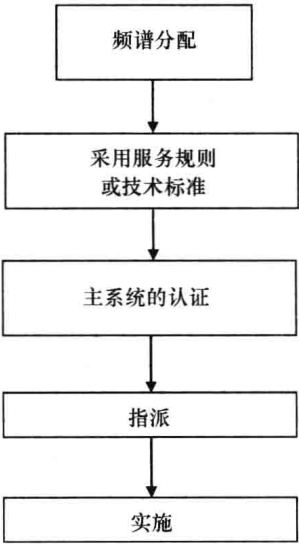 频谱分配
采用服务规则
或技术标准
主系统的认证
指派
实施